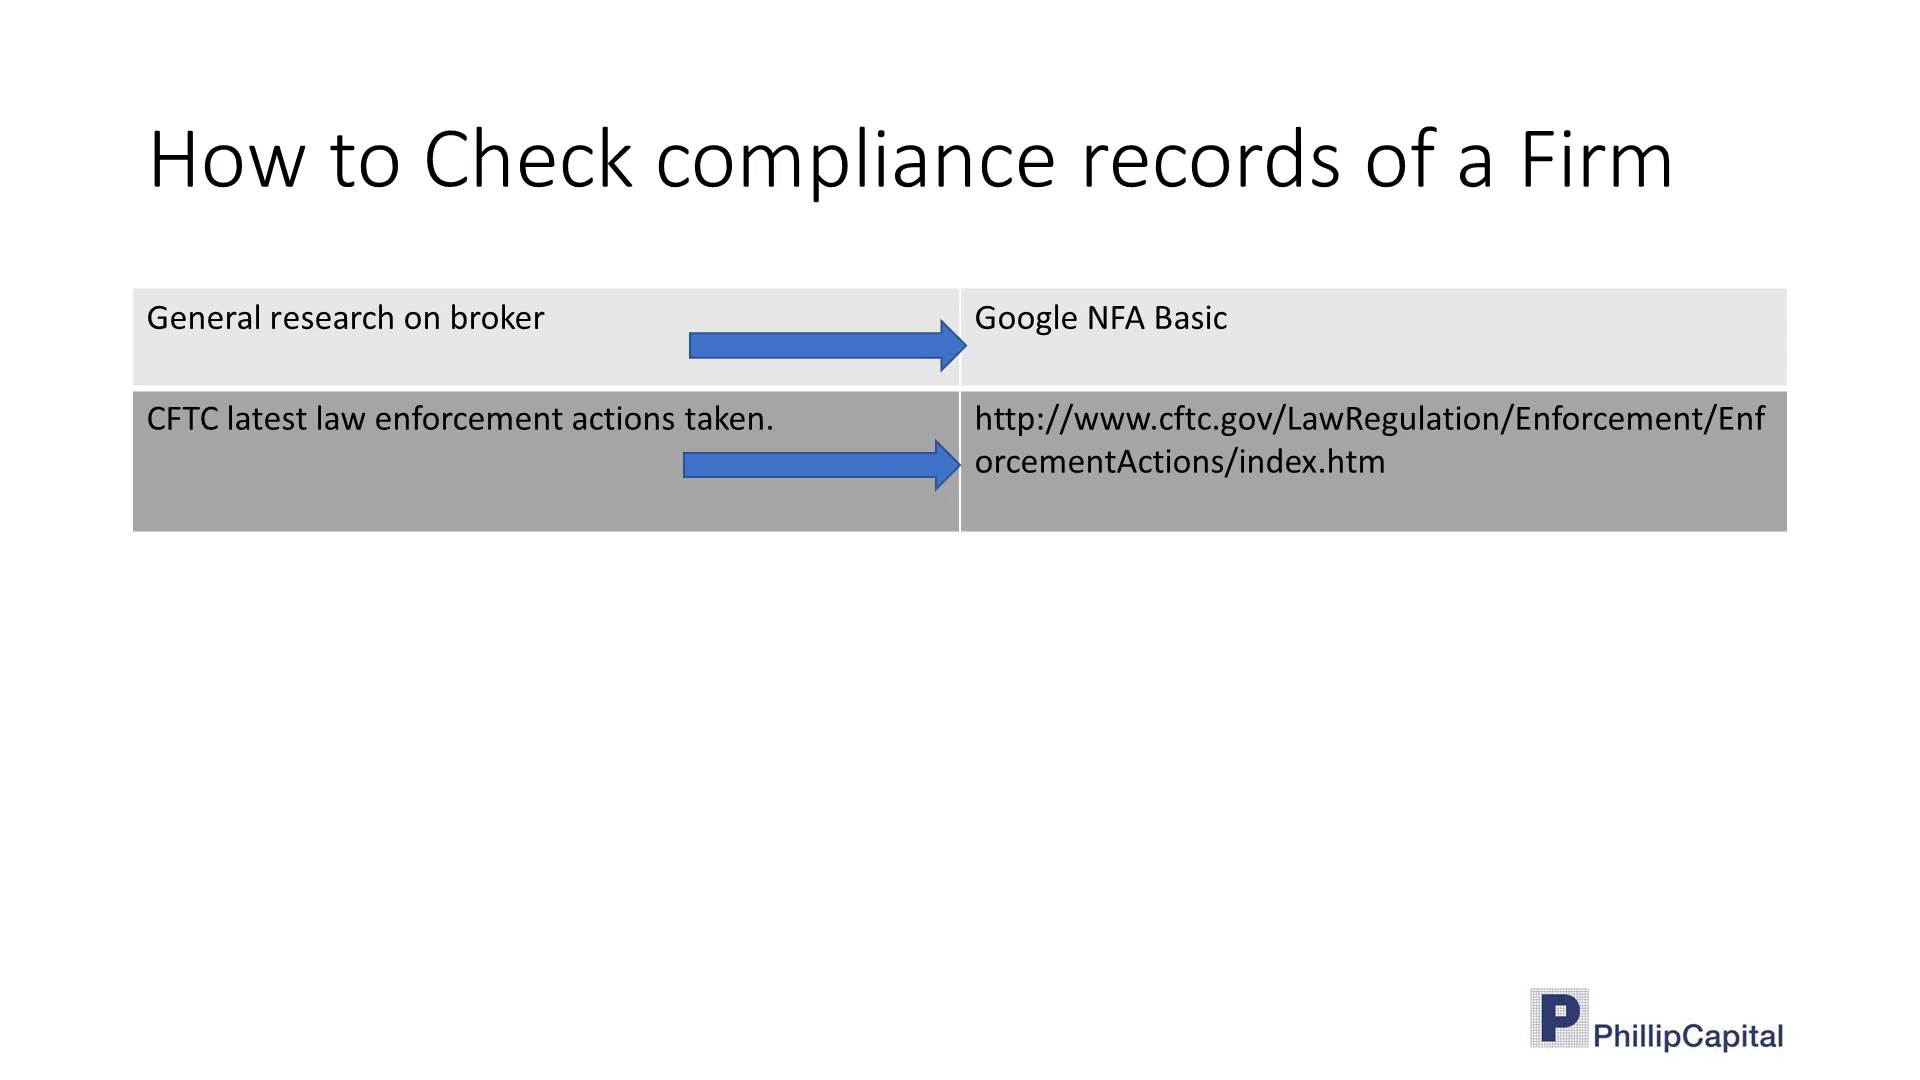 How to Check compliance records of a Firm
General research on broker
Google NFA Basic
CFTC latest law enforcement actions taken.
http://www.cftc.gov/LawRegulation/Enforcement/Enf
orcementActions/index.htm
P
PhillipCapital